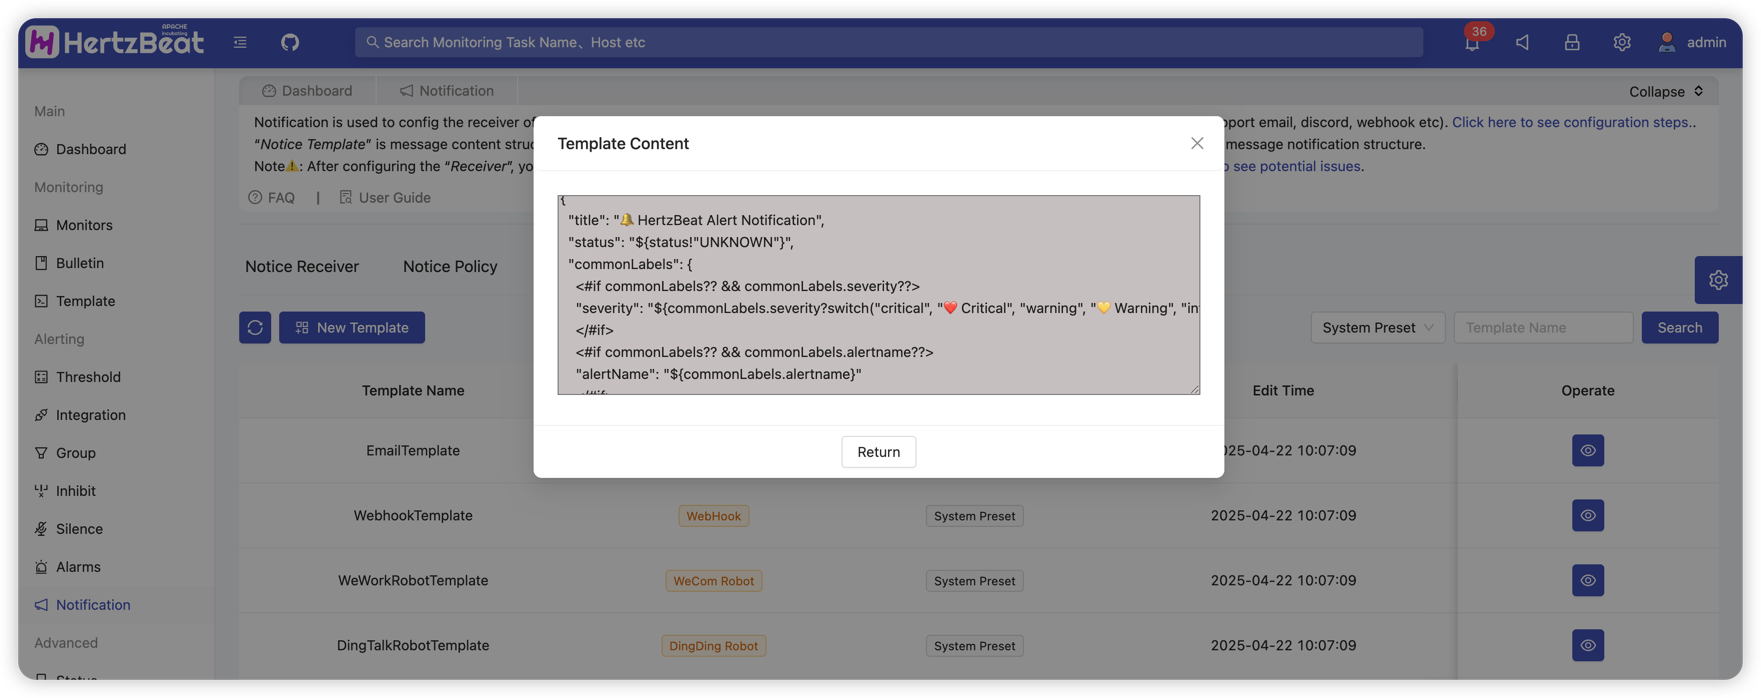 APACHE
incubating
HertzBeat
Search Monitoring Task Name、Host etc
36
admin
Main
Dashboard
Monitoring
Monitors
Bulletin
Template
Alerting
Threshold
Integration
Group
Inhibit
Silence
Alarms
Notification
Advanced
Status
Dashboard
Notification
Collapse
Notification is used to config the receiver of
port email, discord, webhook etc). Click here to see configuration steps..
“Notice Template” is message content struc
message notification structure.
Note⚠️: After configuring the “Receiver”, yo
o see potential issues.
FAQ | User Guide
Notice Receiver
Notice Policy
New Template
System Preset
Template Name
Search
Template Name
Edit Time
Operate
EmailTemplate
025-04-22 10:07:09
WebhookTemplate
WebHook
System Preset
2025-04-22 10:07:09
WeWorkRobotTemplate
WeCom Robot
System Preset
2025-04-22 10:07:09
DingTalkRobotTemplate
DingDing Robot
System Preset
2025-04-22 10:07:09
Template Content
{
"title": "🔔 HertzBeat Alert Notification",
"status": "${status!"UNKNOWN"}",
"commonLabels": {
<#if commonLabels?? && commonLabels.severity??>
"severity": "${commonLabels.severity?switch("critical", "❤️ Critical", "warning", "💛 Warning", "in
</#if>
<#if commonLabels?? && commonLabels.alertname??>
"alertName": "${commonLabels.alertname}"
</#if>
Return